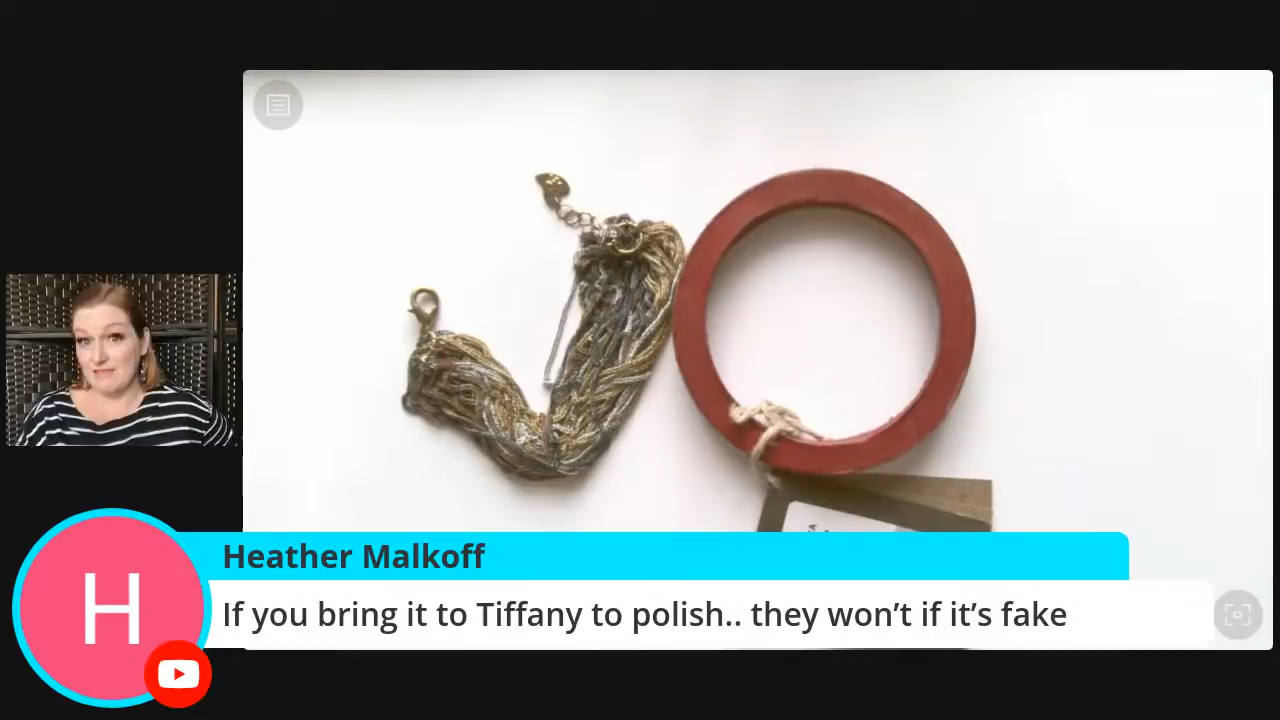 H
Heather Malkoff
If you bring it to Tiffany to polish.. they won't if it's fake